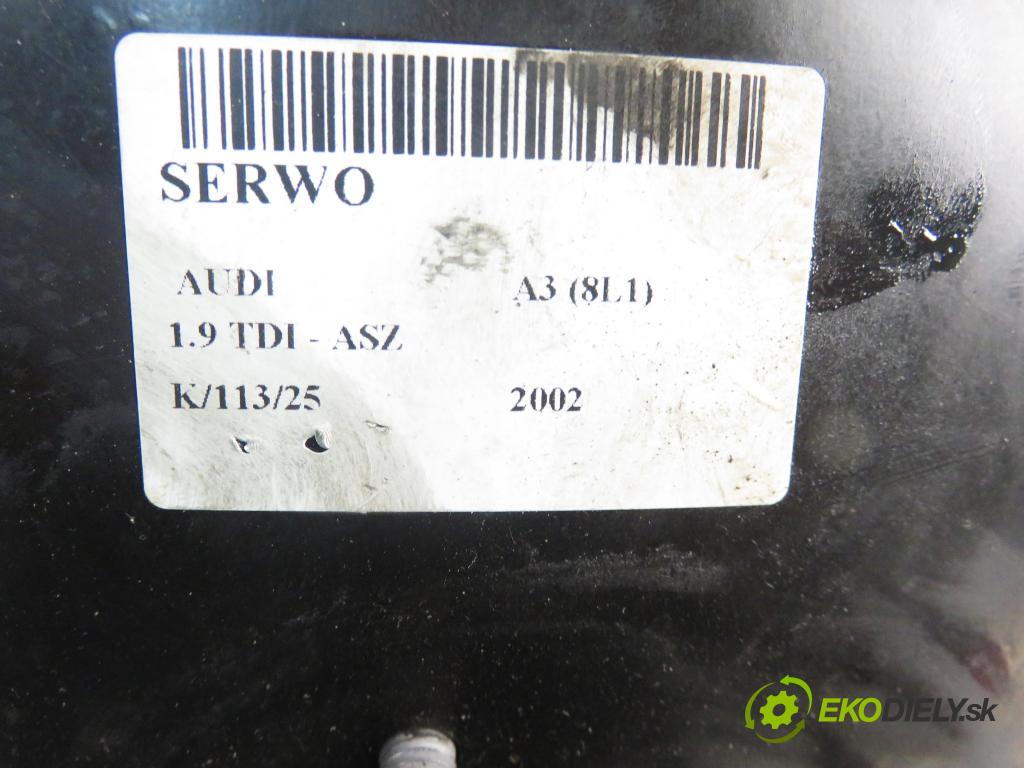 SERWO
AUDI A3 (8L1)
1.9 TDI - ASZ
K/113/25 2002
EKODIELY.sk